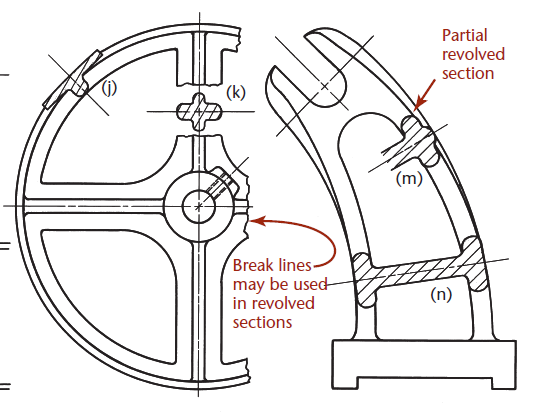 Partial
revolved
section
(j)
(k)
(m)
Break lines
may be used
in revolved
sections
(n)